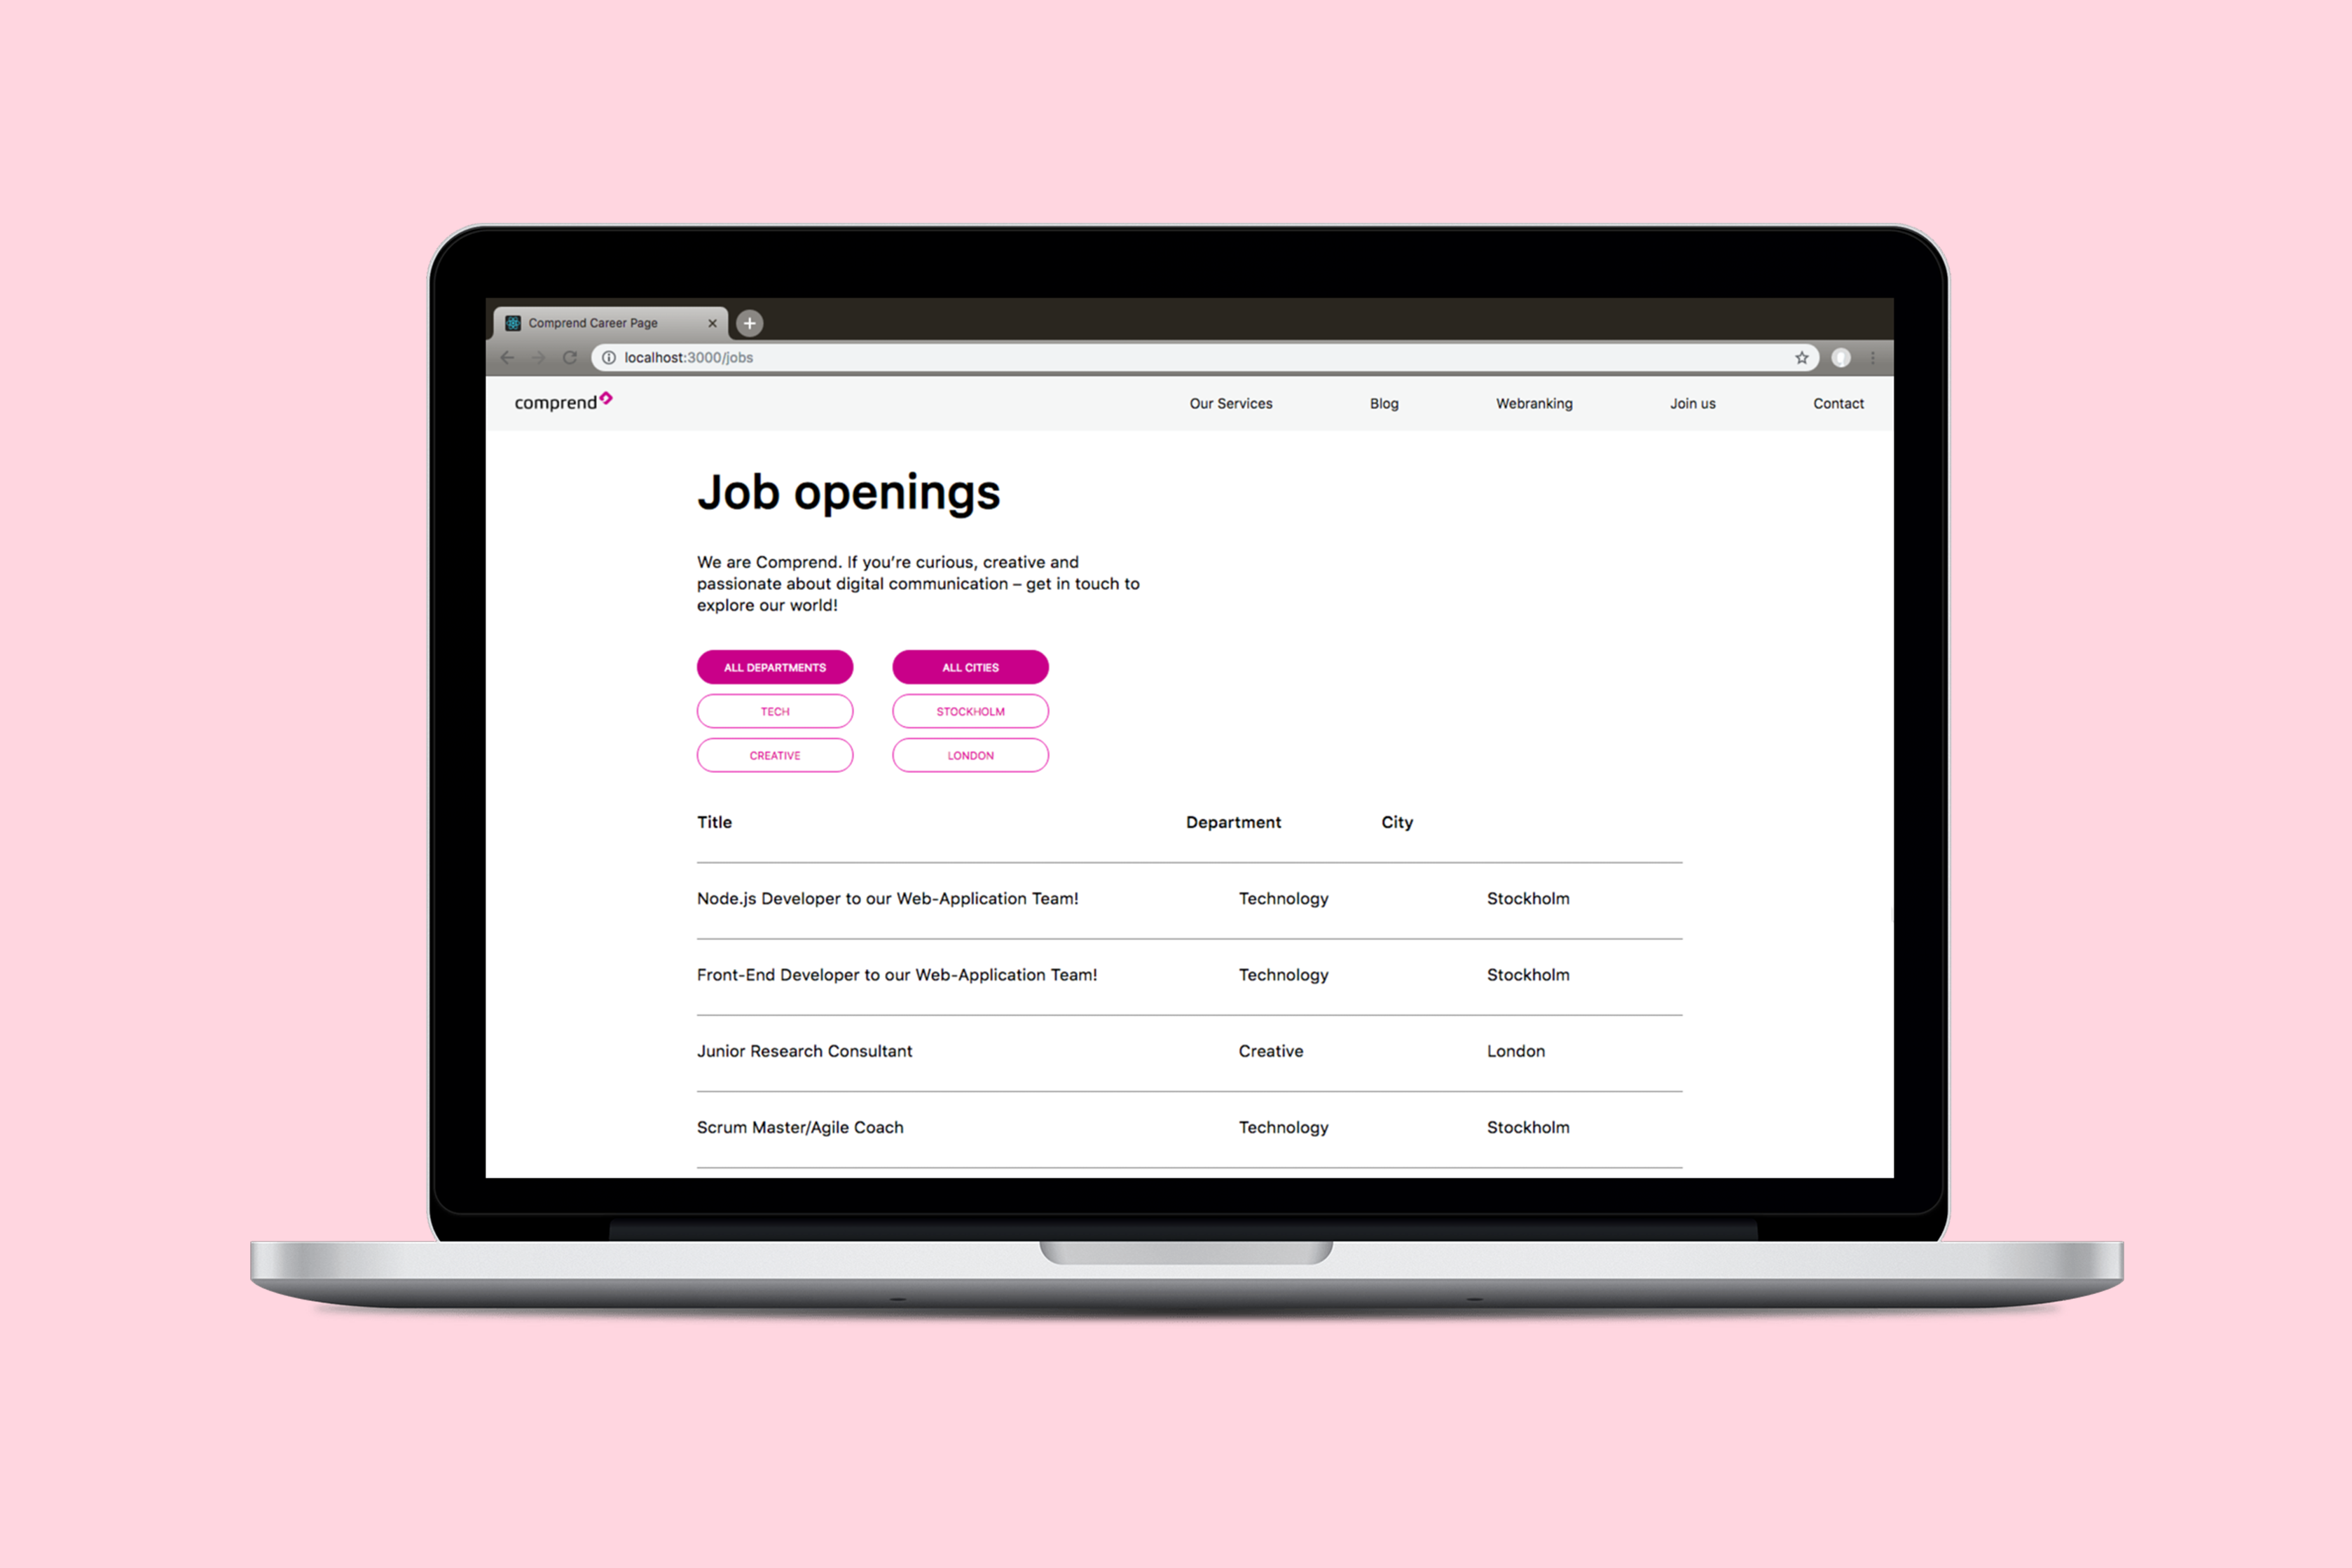 Comprend Career Page
localhost:3000/jobs
comprend
Our Services Blog Webranking Join us Contact
Job openings
We are Comprend. If you’re curious, creative and
passionate about digital communication – get in touch to
explore our world!
ALL DEPARTMENTS ALL CITIES
TECH STOCKHOLM
CREATIVE LONDON
Title Department City
Node.js Developer to our Web-Application Team! Technology Stockholm
Front-End Developer to our Web-Application Team! Technology Stockholm
Junior Research Consultant Creative London
Scrum Master/Agile Coach Technology Stockholm